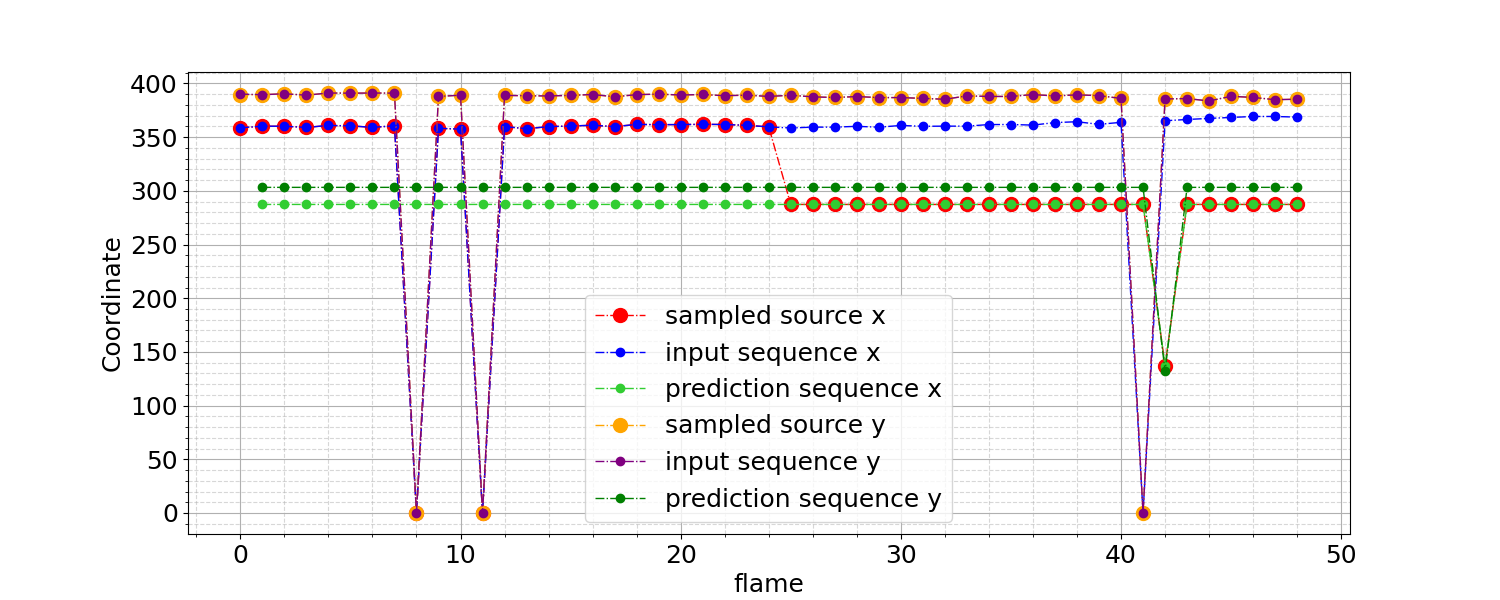 400
350
300
250
200
150
100
50
0
Coordinate
sampled source x
input sequence x
prediction sequence x
sampled source y
input sequence y
prediction sequence y
0 10 20 30 40 50
flame